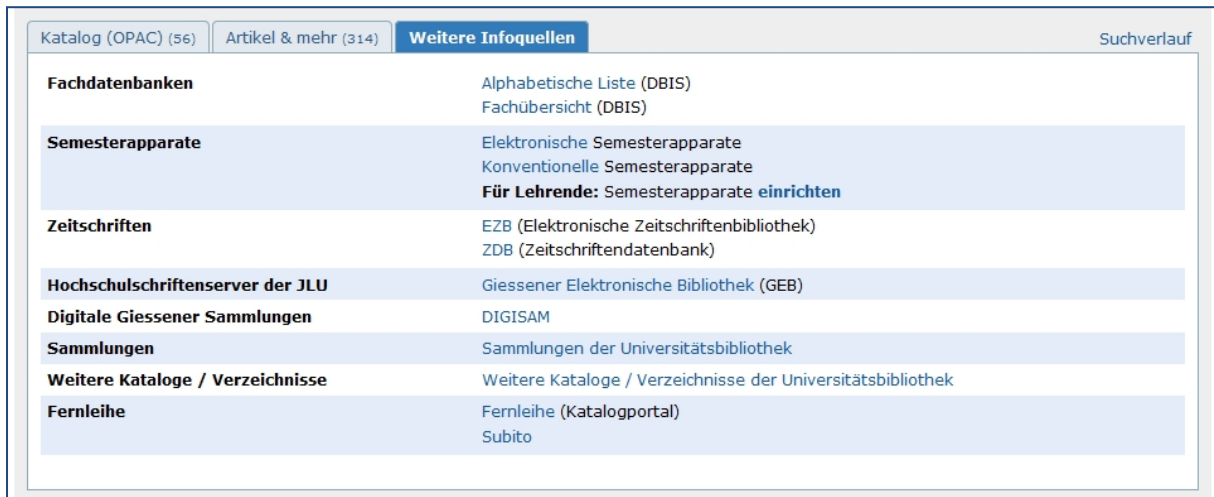 Katalog (OPAC) (56) Artikel & mehr (314) Weitere Infoquellen Suchverlauf
Fachdatenbanken Alphabetische Liste (DBIS)
Fachübersicht (DBIS)
Semesterapparate Elektronische Semesterapparate
Konventionelle Semesterapparate
Für Lehrende: Semesterapparate einrichten
Zeitschriften EZB (Elektronische Zeitschriftenbibliothek)
ZDB (Zeitschriftendatenbank)
Hochschulschriftenserver der JLU Giessener Elektronische Bibliothek (GEB)
Digitale Giessener Sammlungen DIGISAM
Sammlungen Sammlungen der Universitätsbibliothek
Weitere Kataloge / Verzeichnisse Weitere Kataloge / Verzeichnisse der Universitätsbibliothek
Fernleihe Fernleihe (Katalogportal)
Subito